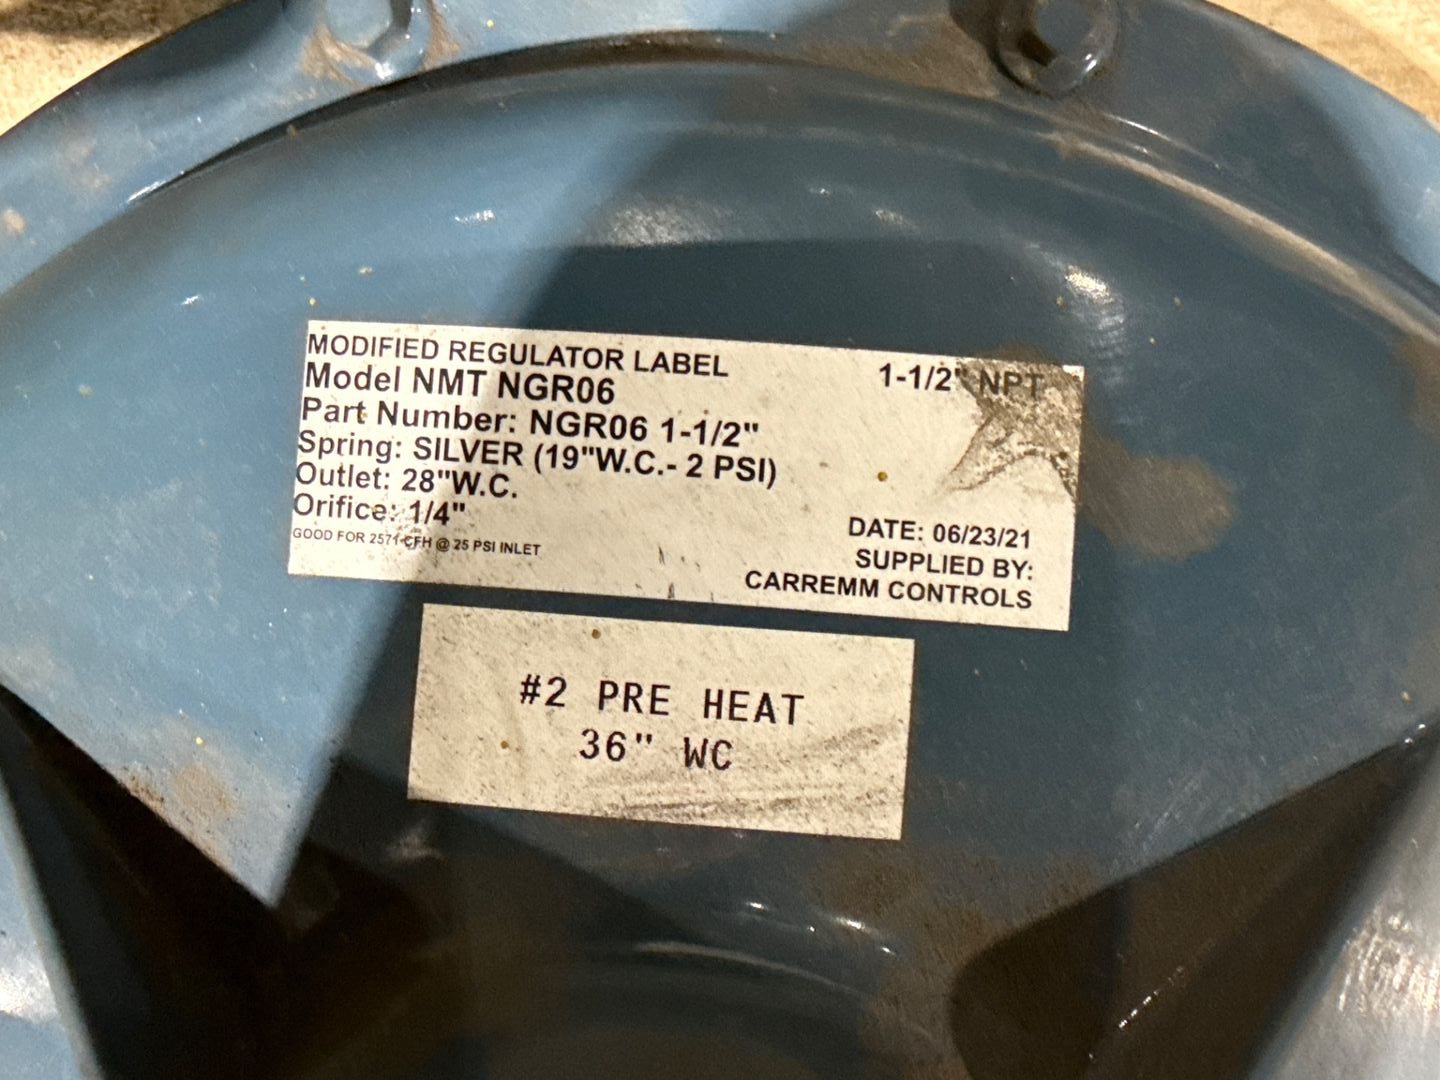 MODIFIED REGULATOR LABEL
1-1/2" NPT
Model NMT NGR06
Part Number: NGR06 1-1/2"
Spring: SILVER (19"W.C.- 2 PSI)
Outlet: 28"W.C.
Orifice: 1/4"
GOOD FOR 2571 CFH @ 25 PSI INLET
DATE: 06/23/21
SUPPLIED BY:
CARREMM CONTROLS
#2 PRE HEAT
36" WC